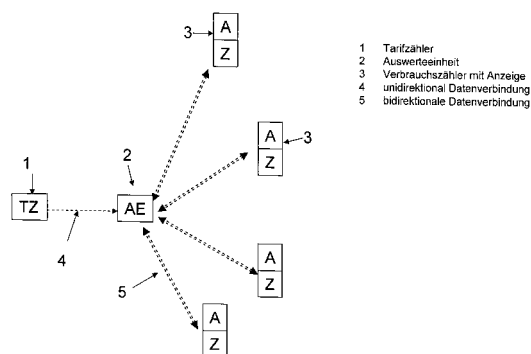 3
A
Z
1 Tarifzähler
2 Auswerteeinheit
3 Verbrauchszähler mit Anzeige
4 unidirektional Datenverbindung
5 bidirektionale Datenverbindung
A
Z
3
2
1
TZ
AE
4
A
Z
5
A
Z